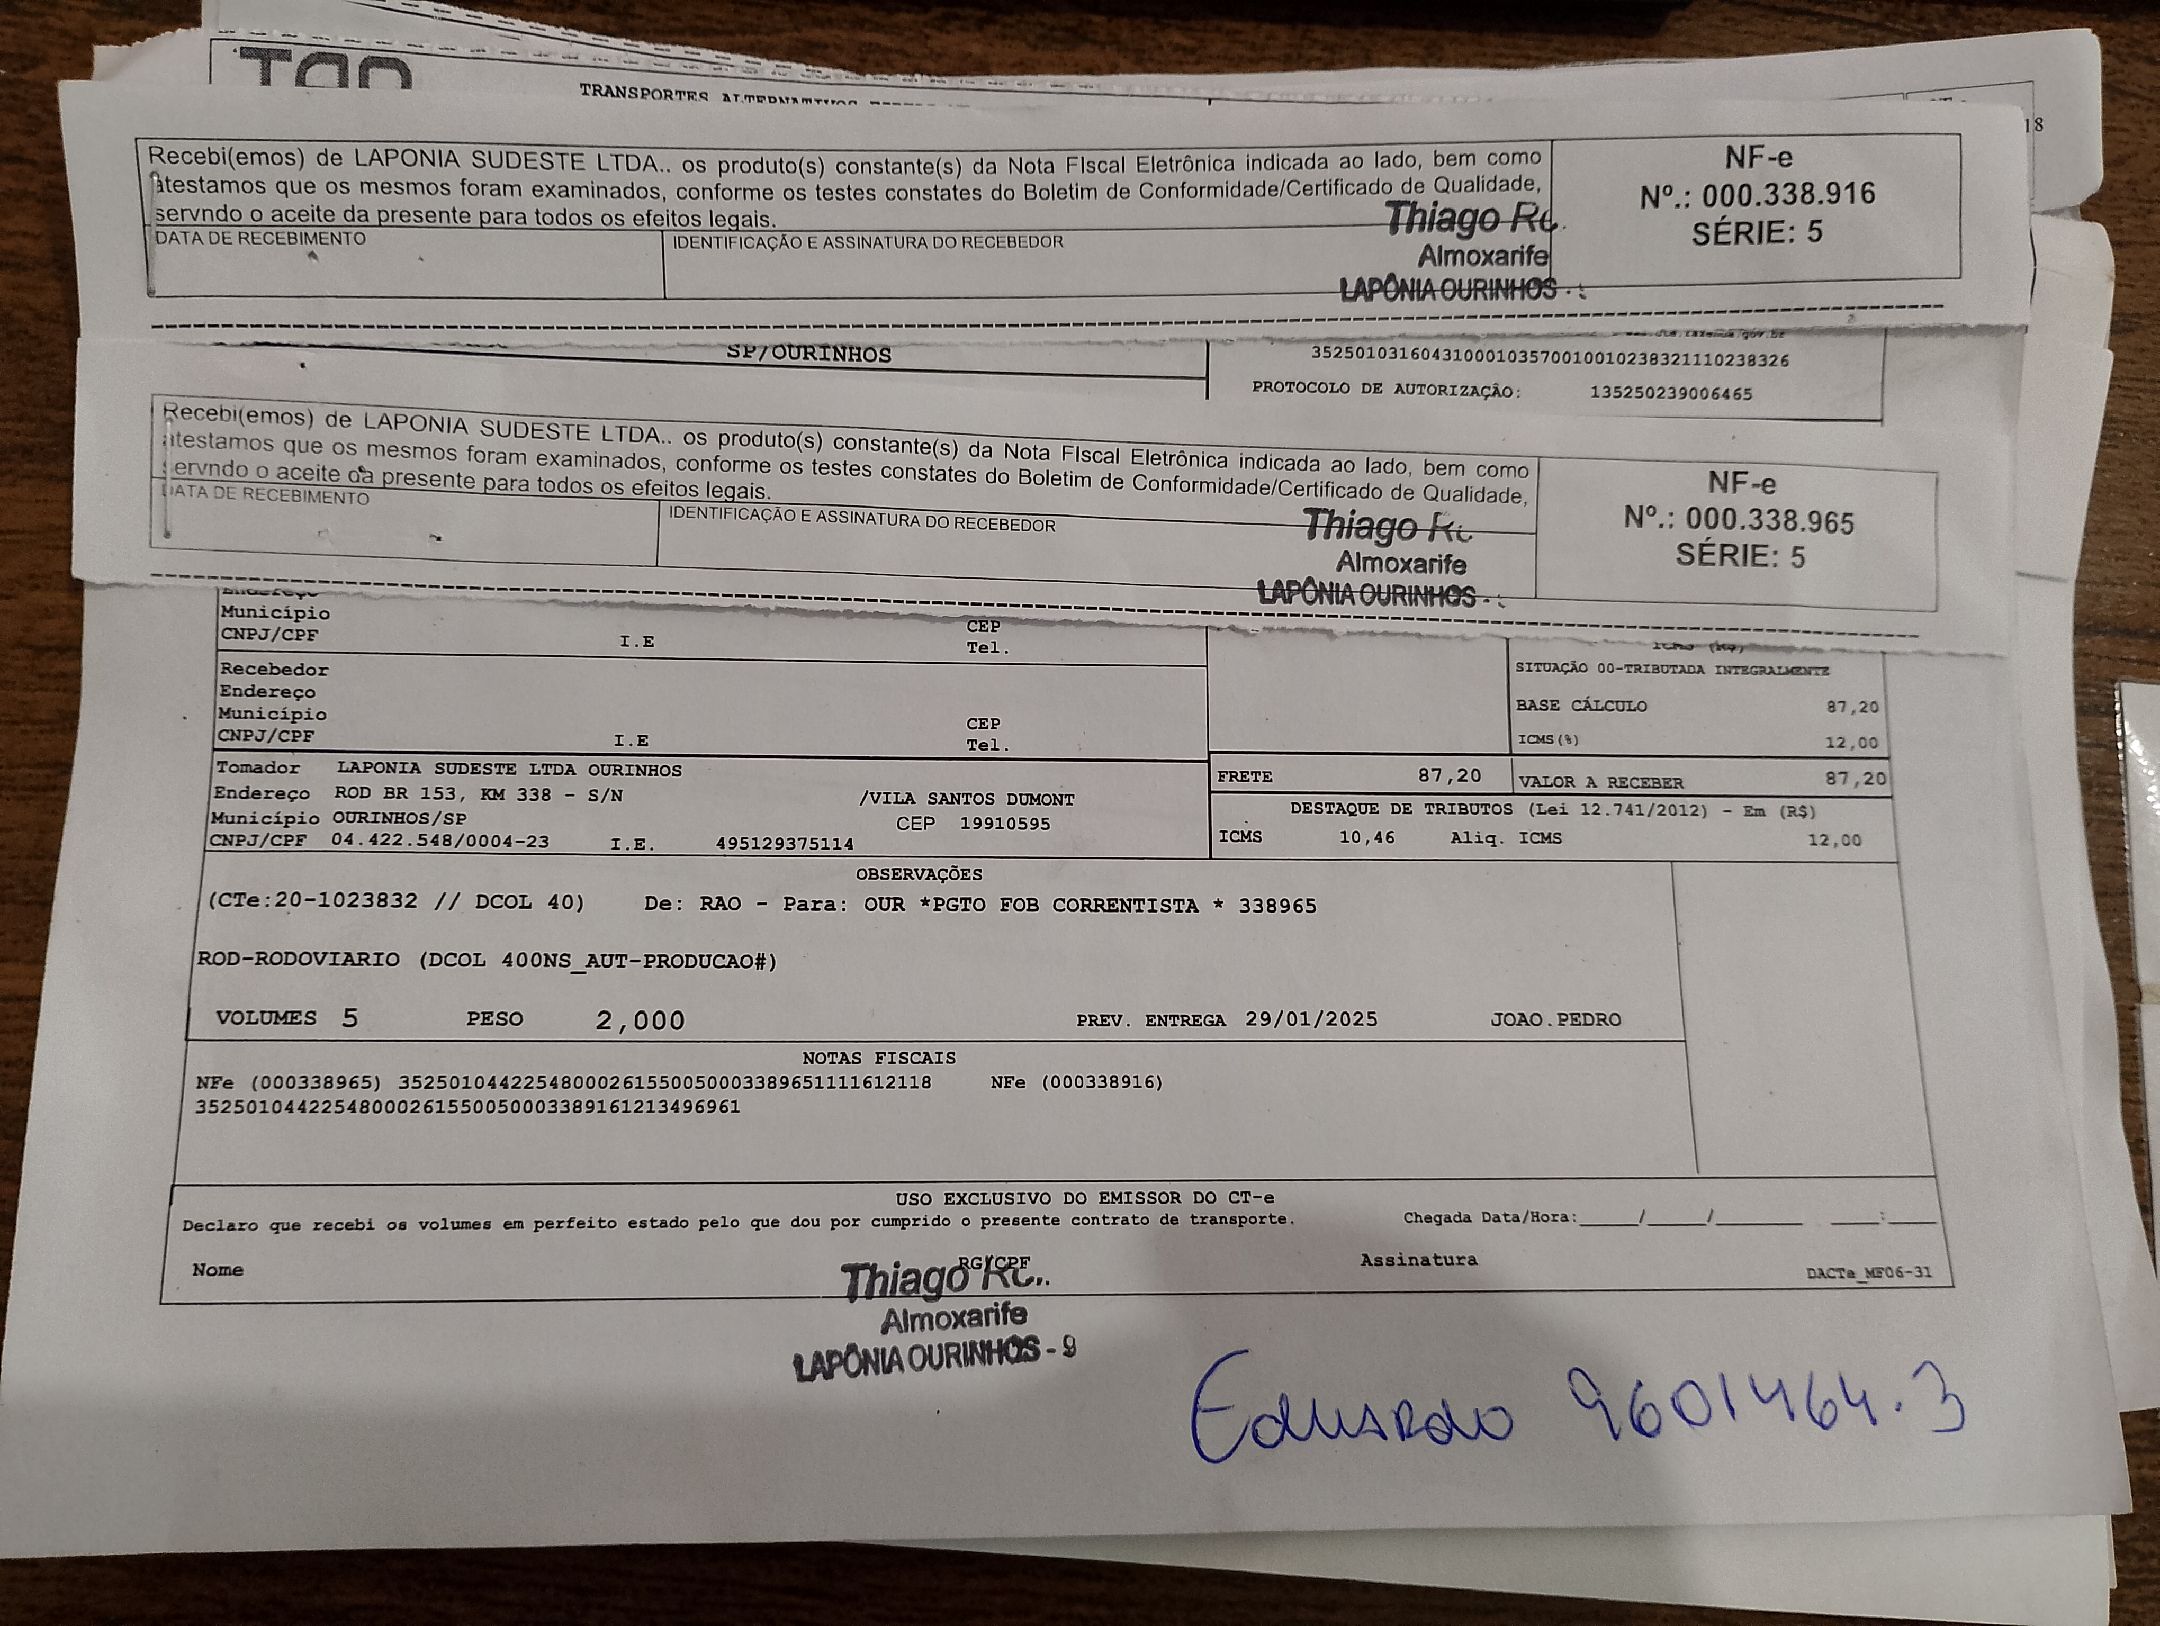 TRANSPORTES
18
Recebi(emos) de LAPONIA SUDESTE LTDA.. os produto(s) constante(s) da Nota FIscal Eletrônica indicada ao lado, bem como
atestamos que os mesmos foram examinados, conforme os testes constates do Boletim de Conformidade/Certificado de Qualidade,
servndo o aceite da presente para todos os efeitos legais.
DATA DE RECEBIMENTO
IDENTIFICAÇÃO E ASSINATURA DO RECEBEDOR
Thiago
Almoxarife
LAPÔNIA OURINHOS -
NF-e
Nº.: 000.338.916
SÉRIE: 5
SP/OURINHOS
35250103160431000103570010010238321110238326
PROTOCOLO DE AUTORIZAÇÃO: 135250239006465
Recebi(emos) de LAPONIA SUDESTE LTDA.. os produto(s) constante(s) da Nota FIscal Eletrônica indicada ao lado, bem como
atestamos que os mesmos foram examinados, conforme os testes constates do Boletim de Conformidade/Certificado de Qualidade,
servndo o aceite da presente para todos os efeitos legais.
DATA DE RECEBIMENTO
IDENTIFICAÇÃO E ASSINATURA DO RECEBEDOR
Thiago
Almoxarife
LAPÔNIA OURINHOS -
NF-e
Nº.: 000.338.965
SÉRIE: 5
Endereço
Município CEP
CNPJ/CPF I.E Tel.
Recebedor
Endereço
Município CEP
CNPJ/CPF I.E Tel.
SITUAÇÃO 00-TRIBUTADA INTEGRALMENTE
BASE CÁLCULO 87,20
ICMS(%) 12,00
FRETE 87,20 VALOR A RECEBER 87,20
Tomador LAPONIA SUDESTE LTDA OURINHOS
Endereço ROD BR 153, KM 338 - S/N /VILA SANTOS DUMONT
Município OURINHOS/SP CEP 19910595
CNPJ/CPF 04.422.548/0004-23 I.E. 495129375114
DESTAQUE DE TRIBUTOS (Lei 12.741/2012) - Em (R$)
ICMS 10,46 Aliq. ICMS 12,00
OBSERVAÇÕES
(CTe:20-1023832 // DCOL 40) De: RAO - Para: OUR *PGTO FOB CORRENTISTA * 338965
ROD-RODOVIARIO (DCOL 400NS_AUT-PRODUCAO#)
VOLUMES 5 PESO 2,000 PREV. ENTREGA 29/01/2025 JOAO.PEDRO
NOTAS FISCAIS
NFe (000338965) 35250104422548000261550050003389651111612118 NFe (000338916)
35250104422548000261550050003389161213496961
USO EXCLUSIVO DO EMISSOR DO CT-e
Declaro que recebi os volumes em perfeito estado pelo que dou por cumprido o presente contrato de transporte. Chegada Data/Hora:_____/_____/_______ ____:____
Nome RG/CPF Assinatura DACTe_MF06-31
Thiago
Almoxarife
LAPÔNIA OURINHOS - 9
Eduardo 9601464.3